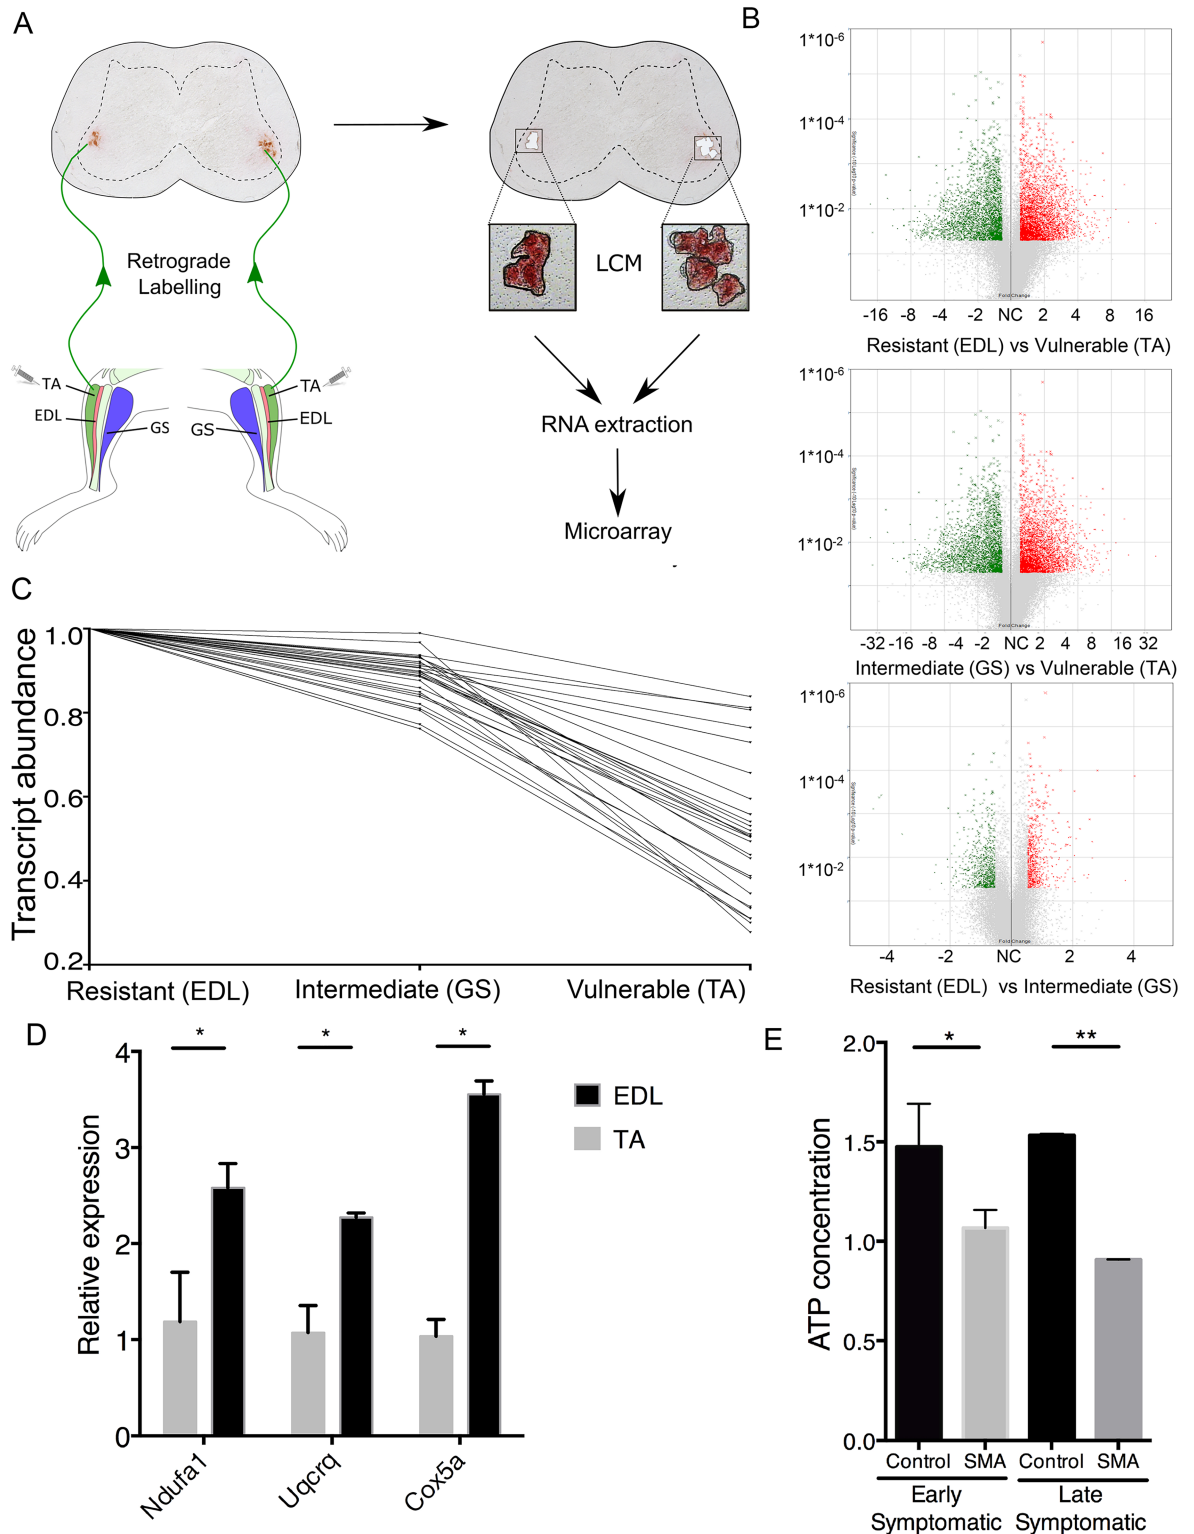 A
Retrograde
Labelling
TA
EDL
GS
GS
TA
EDL
LCM
RNA extraction
Microarray
B
1*10-6
1*10-4
1*10-2
Fold Change
-16 -8 -4 -2 NC 2 4 8 16
Resistant (EDL) vs Vulnerable (TA)
1*10-6
1*10-4
1*10-2
Fold Change
-32 -16 -8 -4 -2 NC 2 4 8 16 32
Intermediate (GS) vs Vulnerable (TA)
1*10-6
1*10-4
1*10-2
Fold Change
-4 -2 NC 2 4
Resistant (EDL) vs Intermediate (GS)
C
Transcript abundance
1.0
0.8
0.6
0.4
0.2
Resistant (EDL) Intermediate (GS) Vulnerable (TA)
D
Relative expression
4
3
2
1
0
* * *
Ndufa1 Uqcrq Cox5a
EDL
TA
E
ATP concentration
2.0
1.5
1.0
0.5
0.0
* **
Control SMA Control SMA
Early Late
Symptomatic Symptomatic